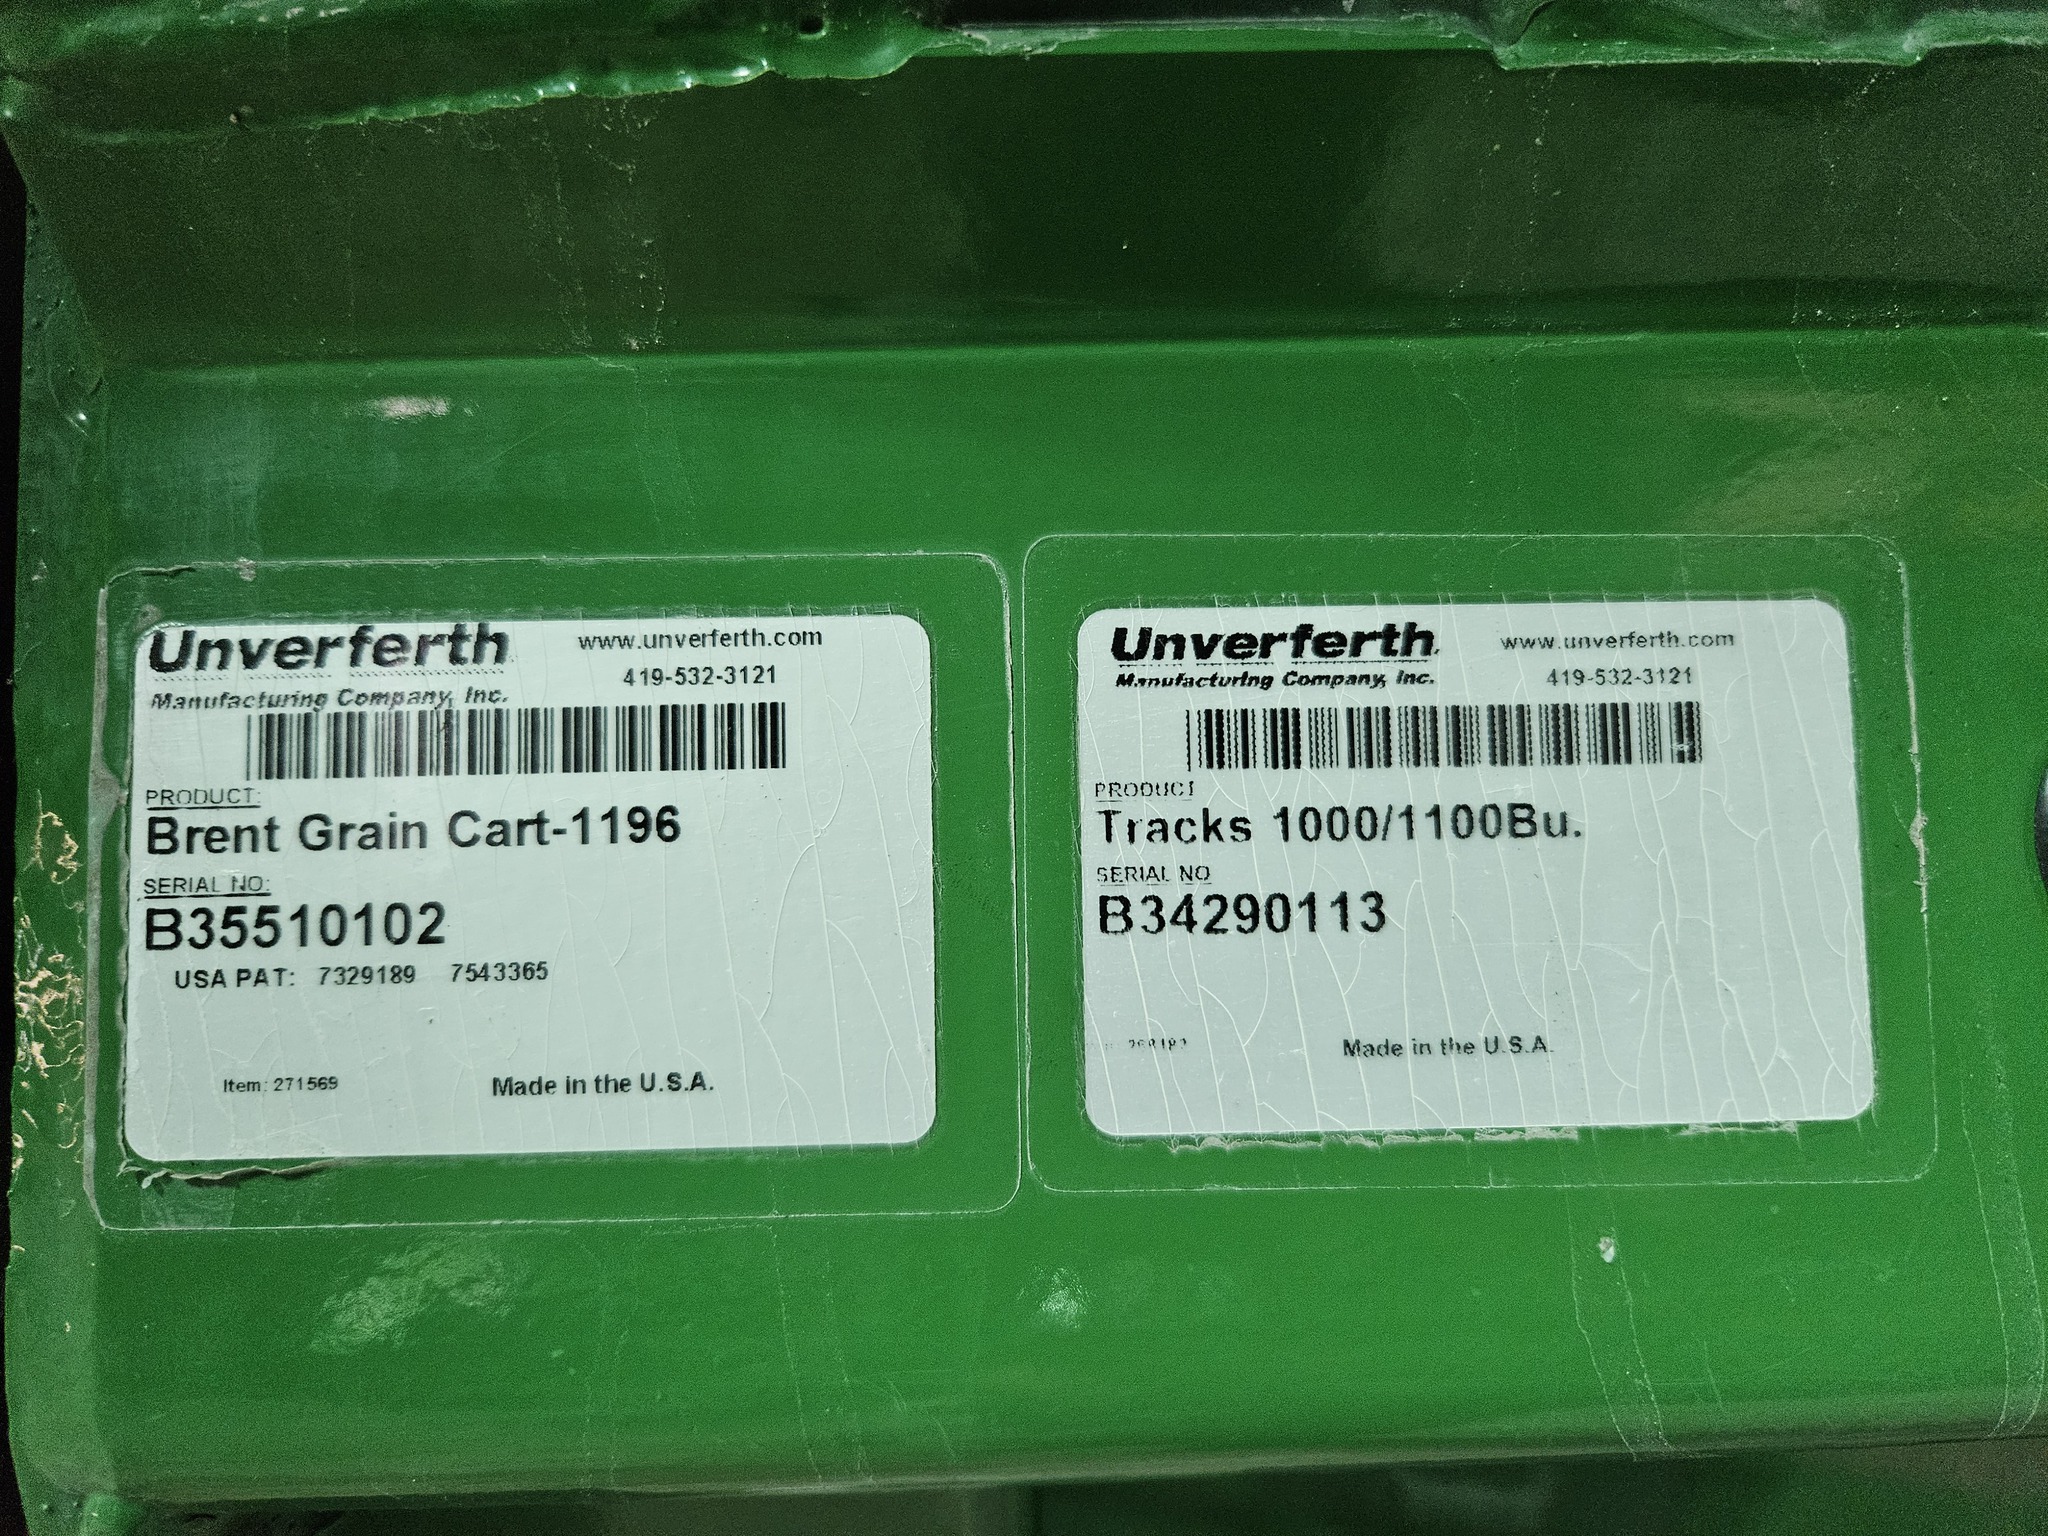 Unverferth
www.unverferth.com
Manufacturing Company, Inc.
419-532-3121
PRODUCT:
Brent Grain Cart-1196
SERIAL NO:
B35510102
USA PAT: 7329189 7543365
Item: 271569
Made in the U.S.A.
Unverferth
www.unverferth.com
Manufacturing Company, Inc.
419-532-3121
PRODUCT
Tracks 1000/1100Bu.
SERIAL NO
B34290113
Made in the U.S.A.